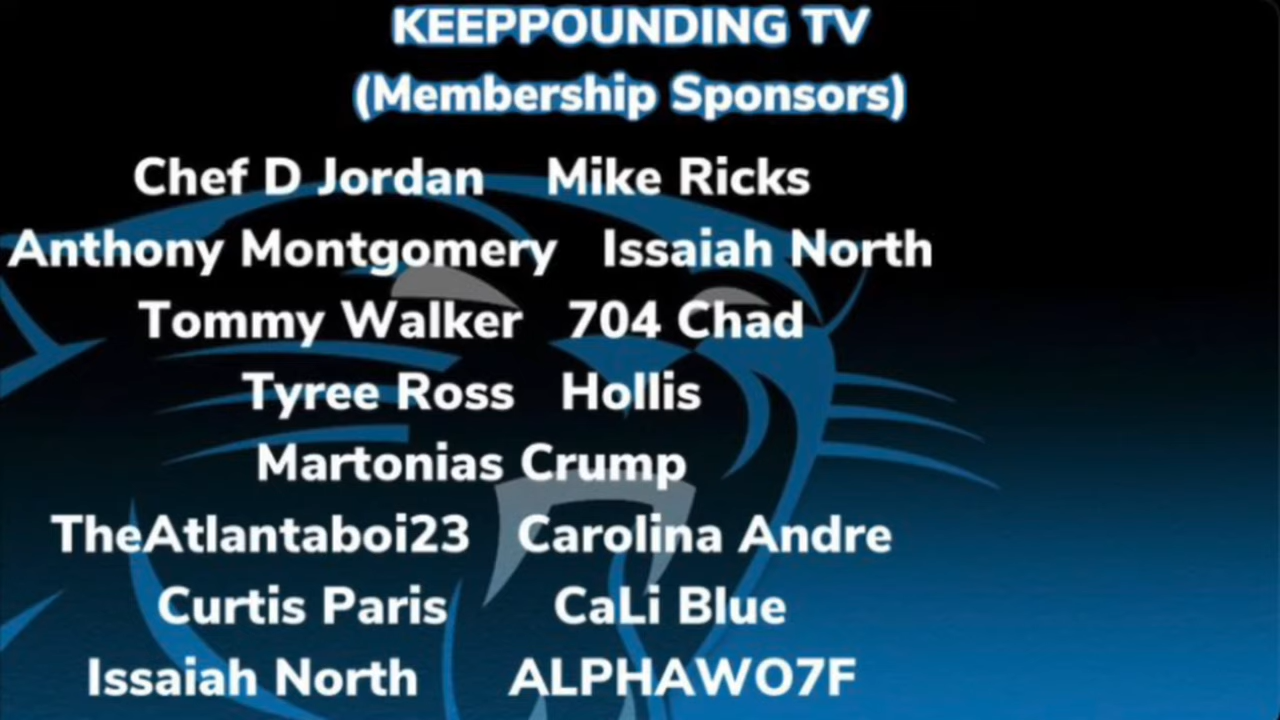 KEEPPOUNDING TV
(Membership Sponsors)
Chef D Jordan Mike Ricks
Anthony Montgomery Issaiah North
Tommy Walker 704 Chad
Tyree Ross Hollis
Martonias Crump
TheAtlantaboi23 Carolina Andre
Curtis Paris CaLi Blue
Issaiah North ALPHAWO7F